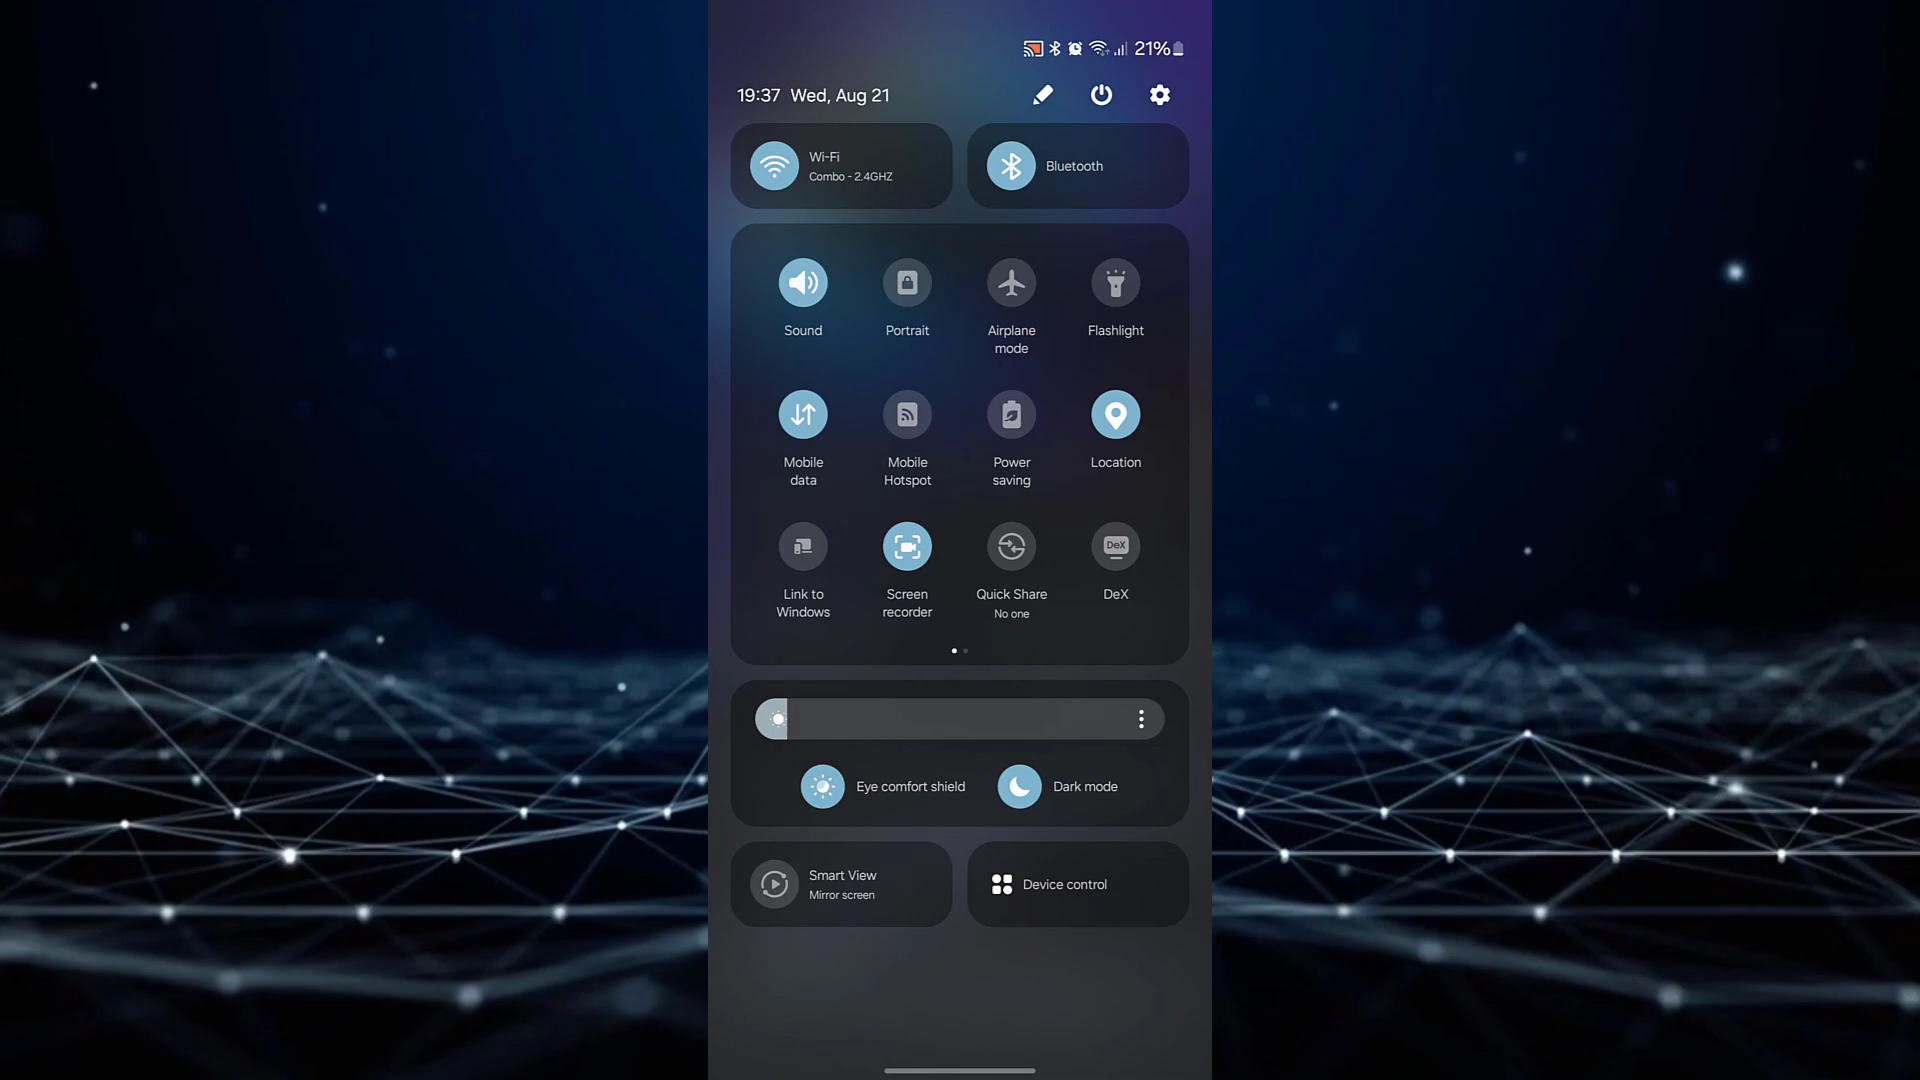 21%
19:37 Wed, Aug 21
Wi-Fi
Combo - 2.4GHZ
Bluetooth
Sound
Portrait
Airplane
mode
Flashlight
Mobile
data
Mobile
Hotspot
Power
saving
Location
Link to
Windows
Screen
recorder
Quick Share
No one
DeX
DeX
Eye comfort shield
Dark mode
Smart View
Mirror screen
Device control